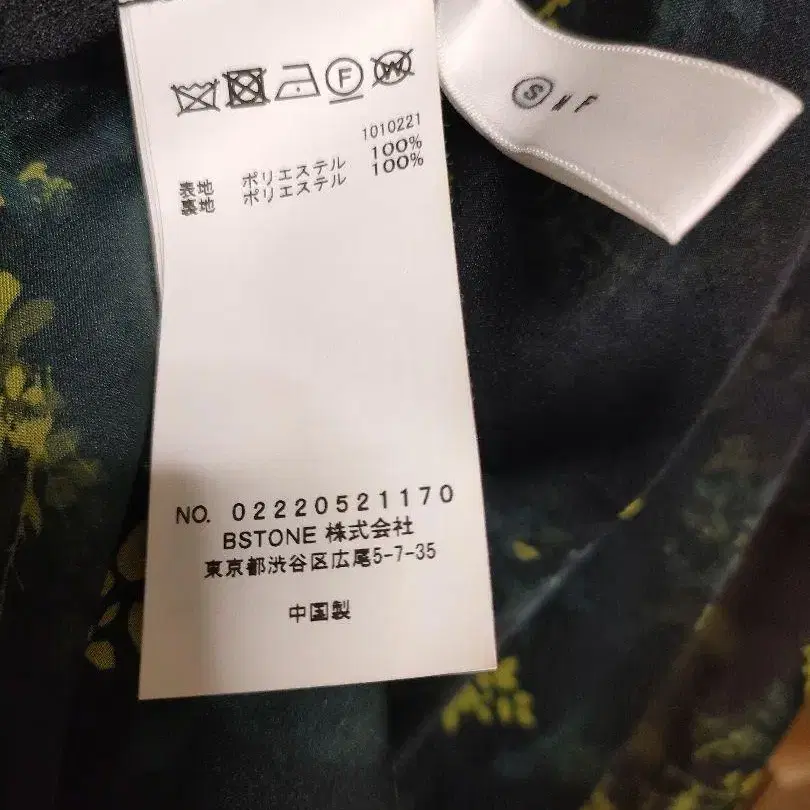 F W
1010221
表地 ポリエステル 100%
裏地 ポリエステル 100%
NO. 02220521170
BSTONE 株式会社
東京都渋谷区広尾5-7-35
中国製
S N F